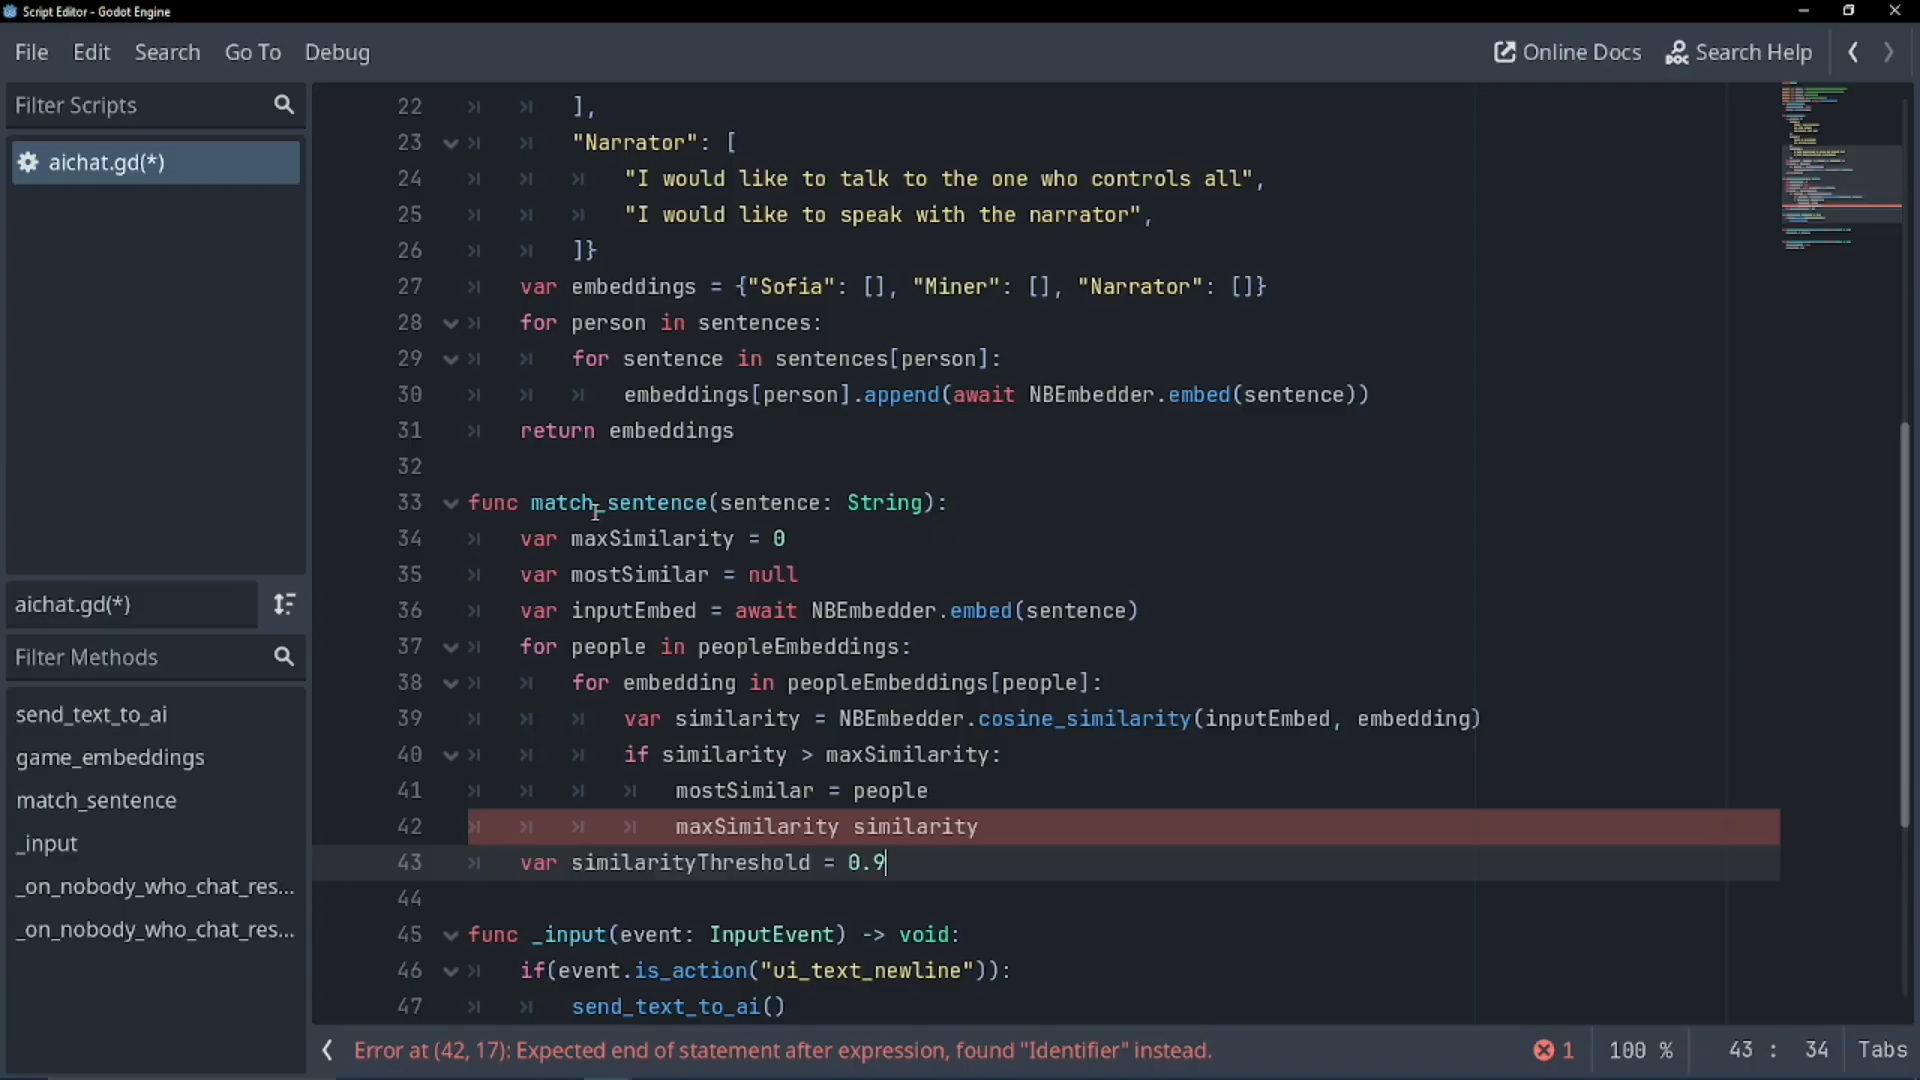 Script Editor - Godot Engine
File Edit Search Go To Debug Online Docs Search Help
Filter Scripts
aichat.gd(*)
aichat.gd(*)
Filter Methods
send_text_to_ai
game_embeddings
match_sentence
_input
_on_nobody_who_chat_res...
_on_nobody_who_chat_res...
22 ],
23 "Narrator": [
24 "I would like to talk to the one who controls all",
25 "I would like to speak with the narrator",
26 ]}
27 var embeddings = {"Sofia": [], "Miner": [], "Narrator": []}
28 for person in sentences:
29 for sentence in sentences[person]:
30 embeddings[person].append(await NBEmbedder.embed(sentence))
31 return embeddings
32
33 func match_sentence(sentence: String):
34 var maxSimilarity = 0
35 var mostSimilar = null
36 var inputEmbed = await NBEmbedder.embed(sentence)
37 for people in peopleEmbeddings:
38 for embedding in peopleEmbeddings[people]:
39 var similarity = NBEmbedder.cosine_similarity(inputEmbed, embedding)
40 if similarity > maxSimilarity:
41 mostSimilar = people
42 maxSimilarity similarity
43 var similarityThreshold = 0.9
44
45 func _input(event: InputEvent) -> void:
46 if(event.is_action("ui_text_newline")):
47 send_text_to_ai()
Error at (42, 17): Expected end of statement after expression, found "Identifier" instead. 1 100 % 43 : 34 Tabs